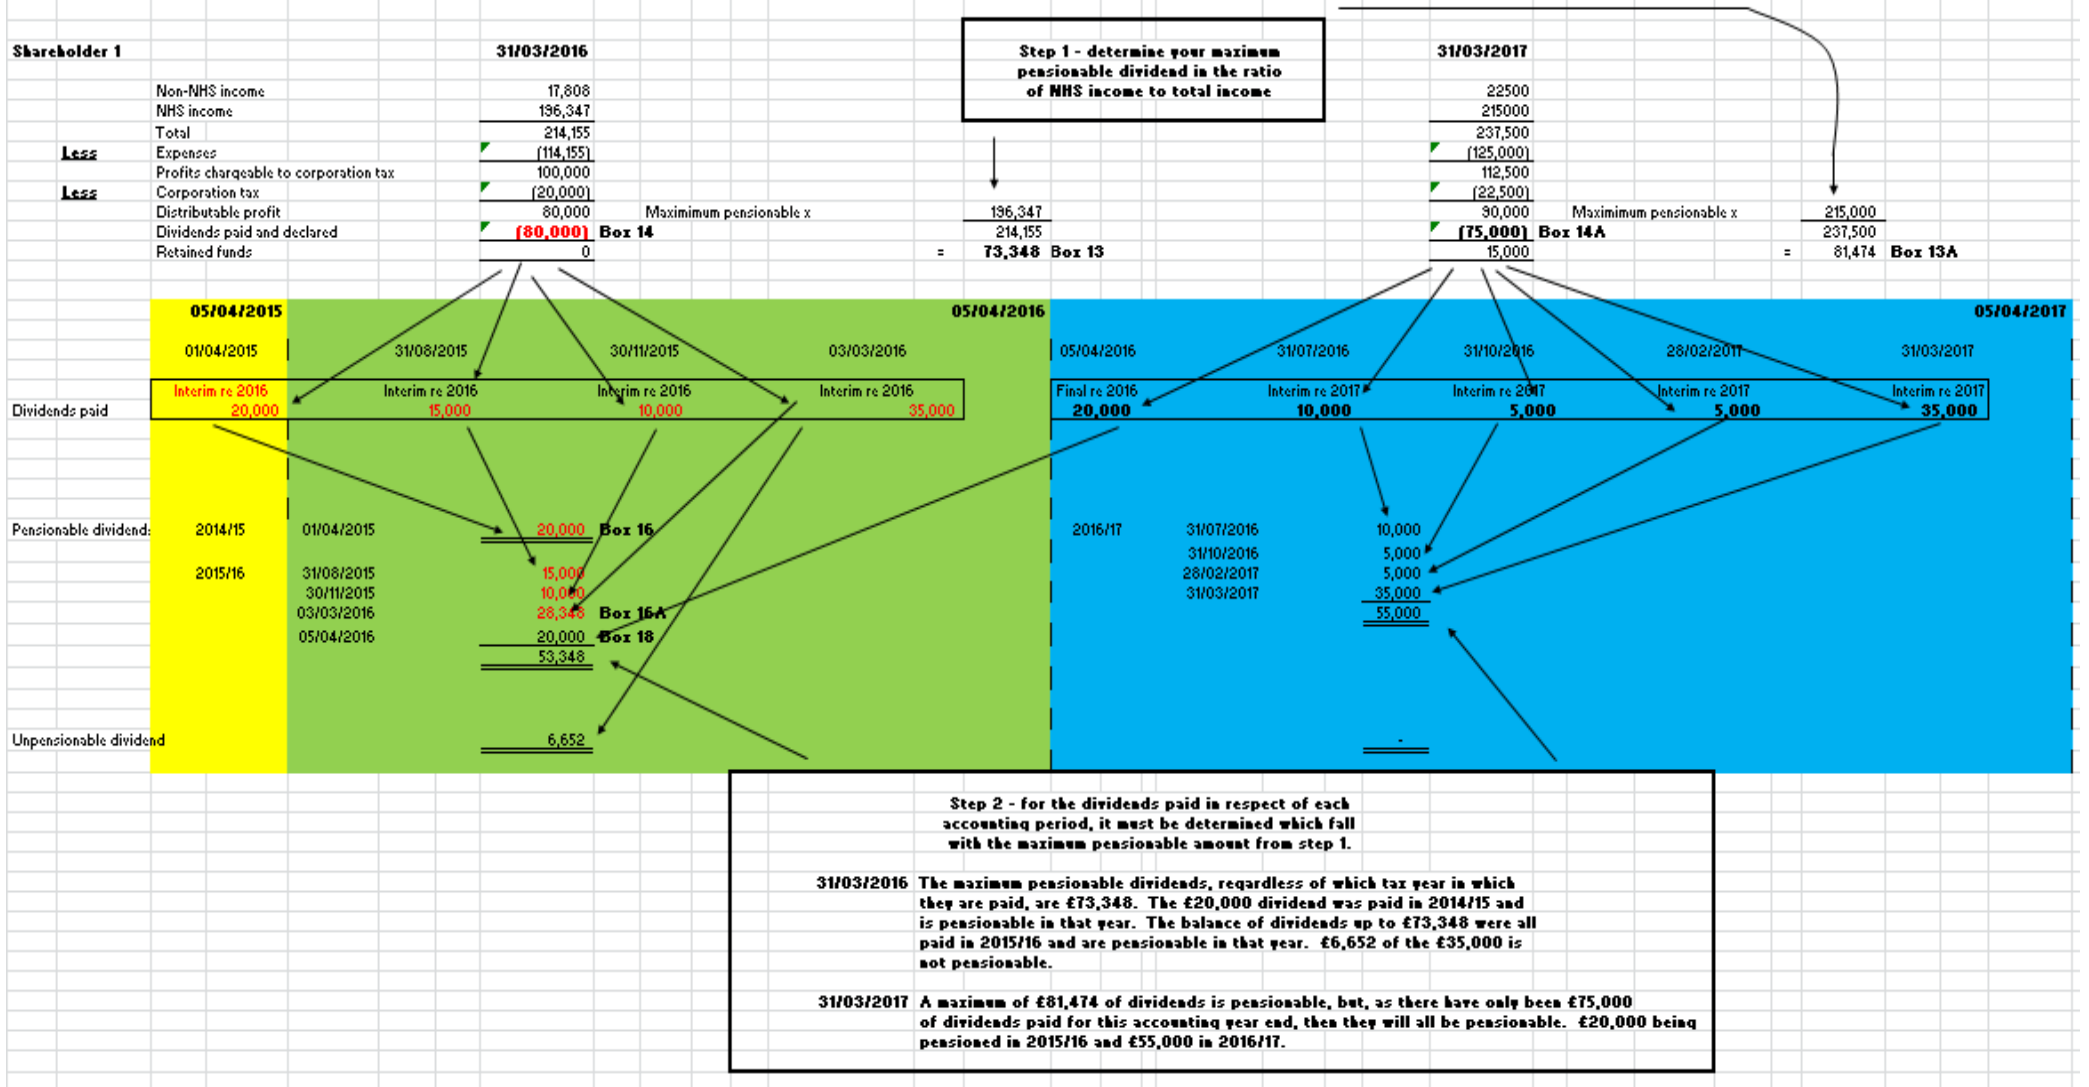 Shareholder 1 31/03/2016 Step 1 - determine your maximum 31/03/2017
pensionable dividend in the ratio
Non-NHS income 17,808 of NHS income to total income 22500
NHS income 196,347 215000
Total 214,155 237,500
Less Expenses (114,155) (125,000)
Profits chargeable to corporation tax 100,000 112,500
Less Corporation tax (20,000) (22,500)
Distributable profit 80,000 Maximimum pensionable x 196,347 90,000 Maximimum pensionable x 215,000
Dividends paid and declared (80,000) Box 14 214,155 (75,000) Box 14A 237,500
Retained funds 0 = 73,348 Box 13 15,000 = 81,474 Box 13A
05/04/2015 05/04/2016 05/04/2017
01/04/2015 31/08/2015 30/11/2015 03/03/2016 05/04/2016 31/07/2016 31/10/2016 28/02/2017 31/03/2017
Interim re 2016 Interim re 2016 Interim re 2016 Interim re 2016 Final re 2016 Interim re 2017 Interim re 2017 Interim re 2017 Interim re 2017
Dividends paid 20,000 15,000 10,000 35,000 20,000 10,000 5,000 5,000 35,000
Pensionable dividends 2014/15 01/04/2015 20,000 Box 16 2016/17 31/07/2016 10,000
31/10/2016 5,000
2015/16 31/08/2015 15,000 28/02/2017 5,000
30/11/2015 10,000 31/03/2017 35,000
03/03/2016 28,348 Box 16A 55,000
05/04/2016 20,000 Box 18
53,348
Unpensionable dividend 6,652 -
Step 2 - for the dividends paid in respect of each
accounting period, it must be determined which fall
with the maximum pensionable amount from step 1.
31/03/2016 The maximum pensionable dividends, regardless of which tax year in which
they are paid, are £73,348. The £20,000 dividend was paid in 2014/15 and
is pensionable in that year. The balance of dividends up to £73,348 were all
paid in 2015/16 and are pensionable in that year. £6,652 of the £35,000 is
not pensionable.
31/03/2017 A maximum of £81,474 of dividends is pensionable, but, as there have only been £75,000
of dividends paid for this accounting year end, then they will all be pensionable. £20,000 being
pensioned in 2015/16 and £55,000 in 2016/17.